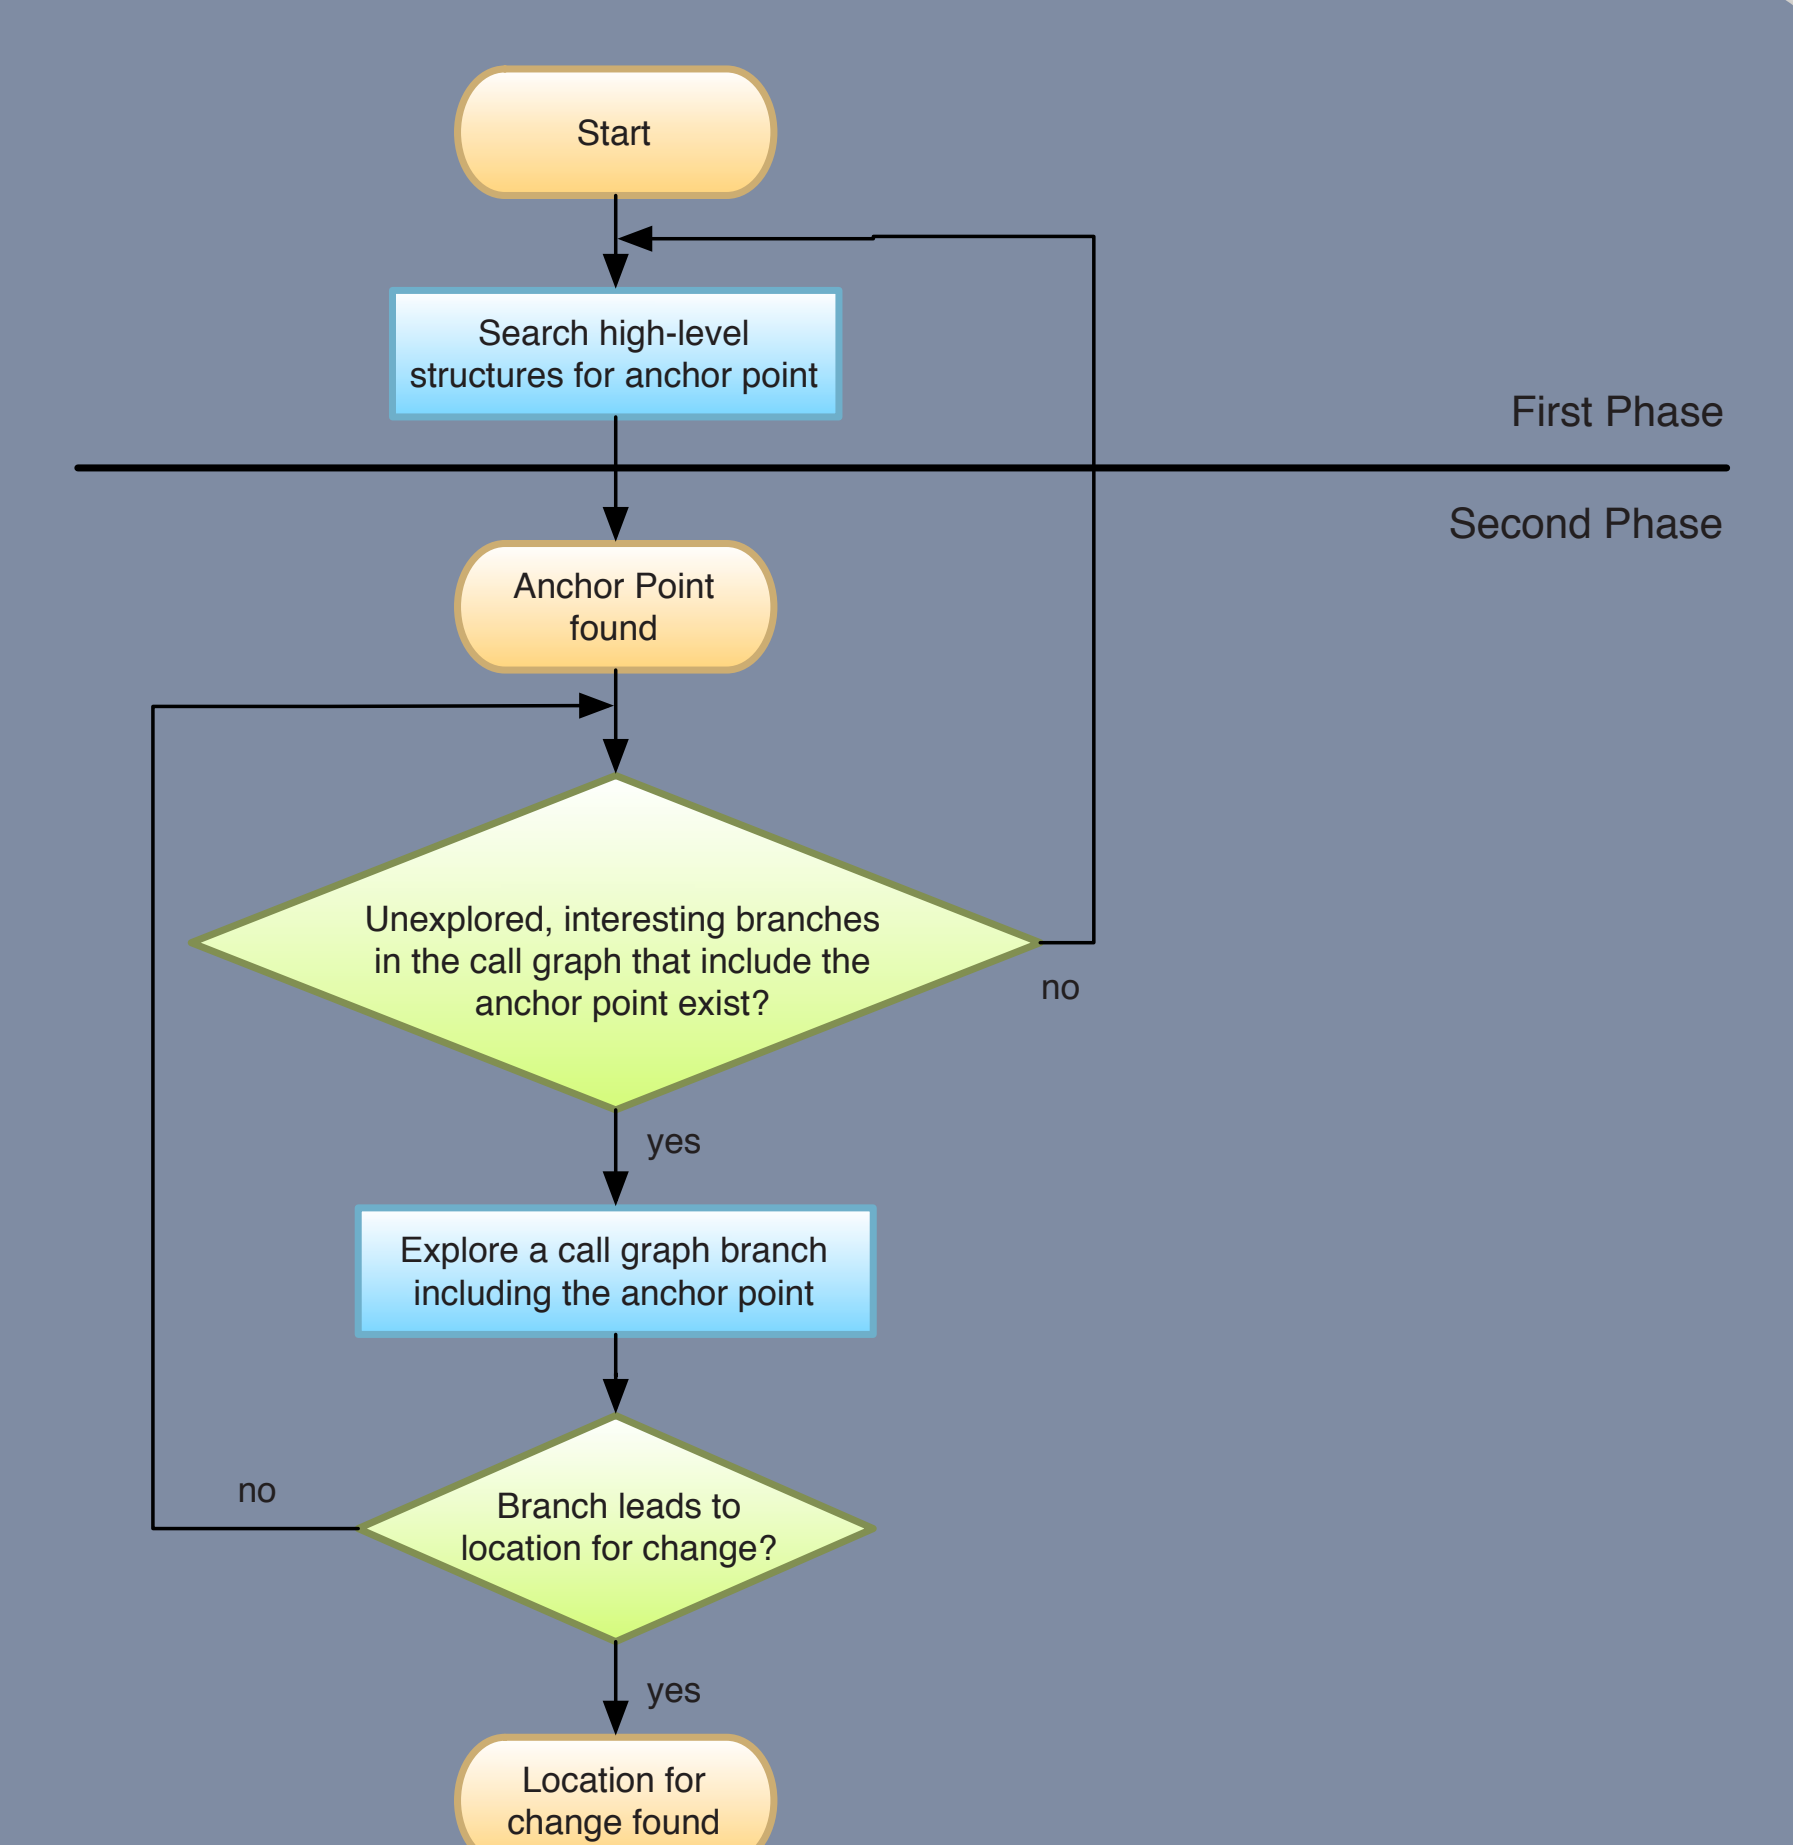 Start
Search high-level
structures for anchor point
First Phase
Second Phase
Anchor Point
found
Unexplored, interesting branches
in the call graph that include the
anchor point exist?
no
yes
Explore a call graph branch
including the anchor point
no
Branch leads to
location for change?
yes
Location for
change found